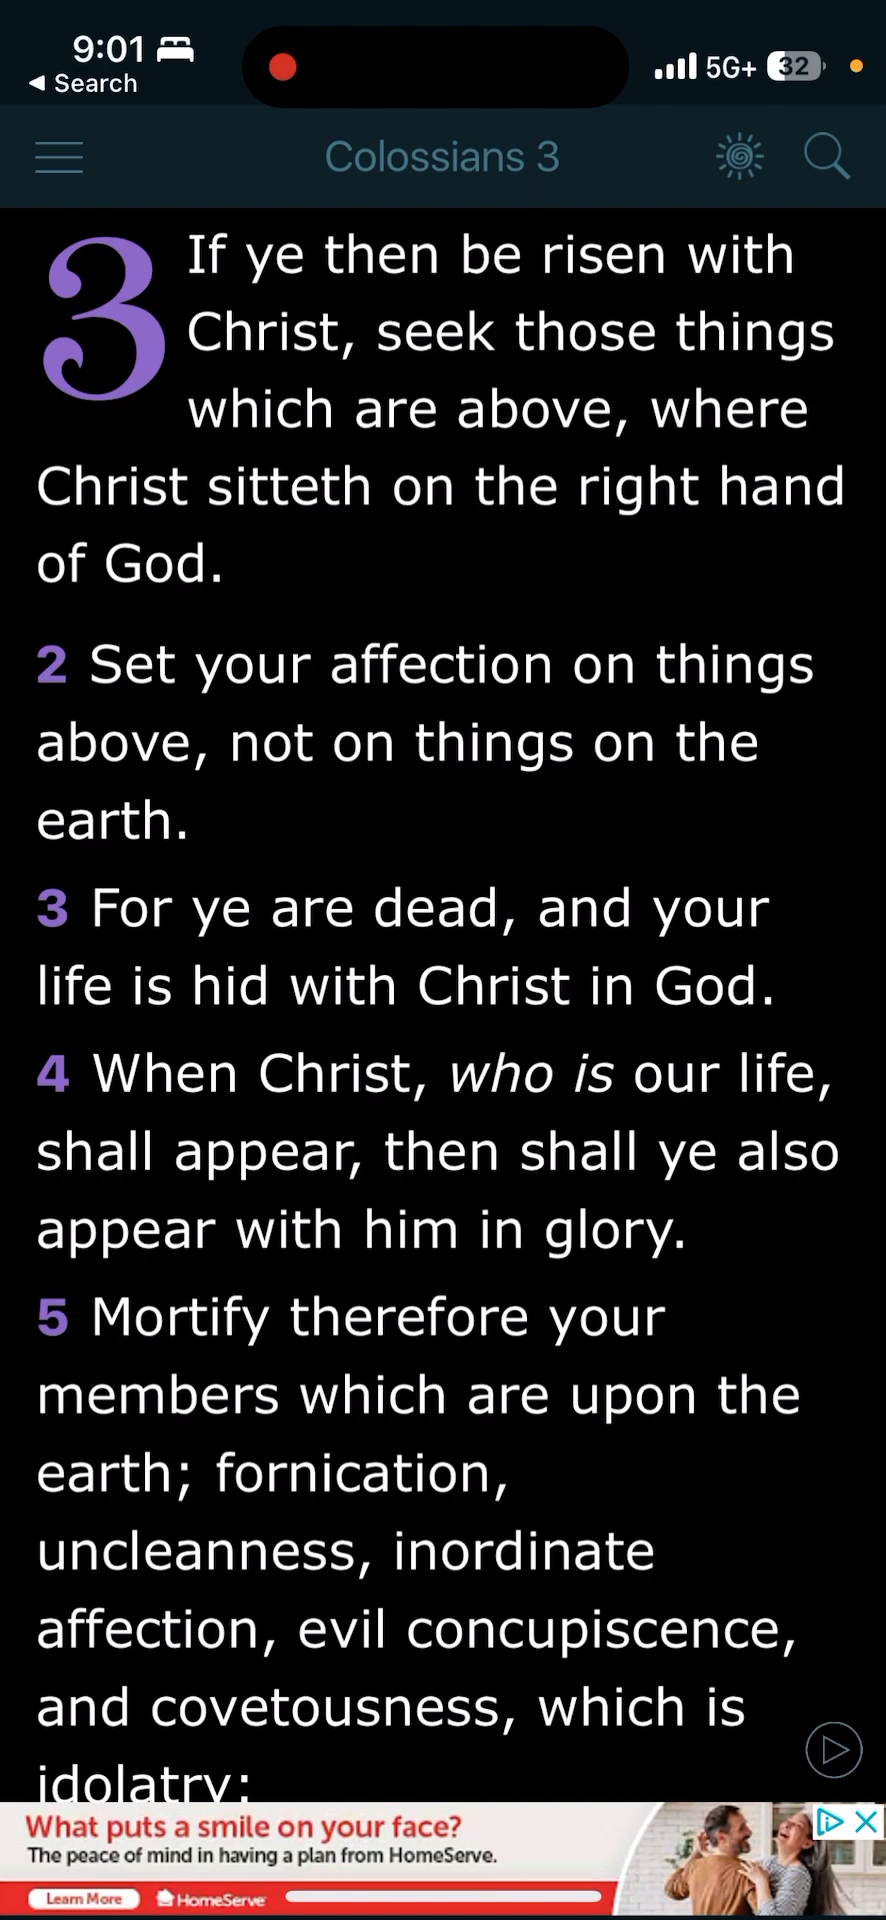 9:01
◀ Search
5G+ 32
Colossians 3
3 If ye then be risen with
Christ, seek those things
which are above, where
Christ sitteth on the right hand
of God.
2 Set your affection on things
above, not on things on the
earth.
3 For ye are dead, and your
life is hid with Christ in God.
4 When Christ, who is our life,
shall appear, then shall ye also
appear with him in glory.
5 Mortify therefore your
members which are upon the
earth; fornication,
uncleanness, inordinate
affection, evil concupiscence,
and covetousness, which is
idolatry:
What puts a smile on your face?
The peace of mind in having a plan from HomeServe.
Learn More HomeServe